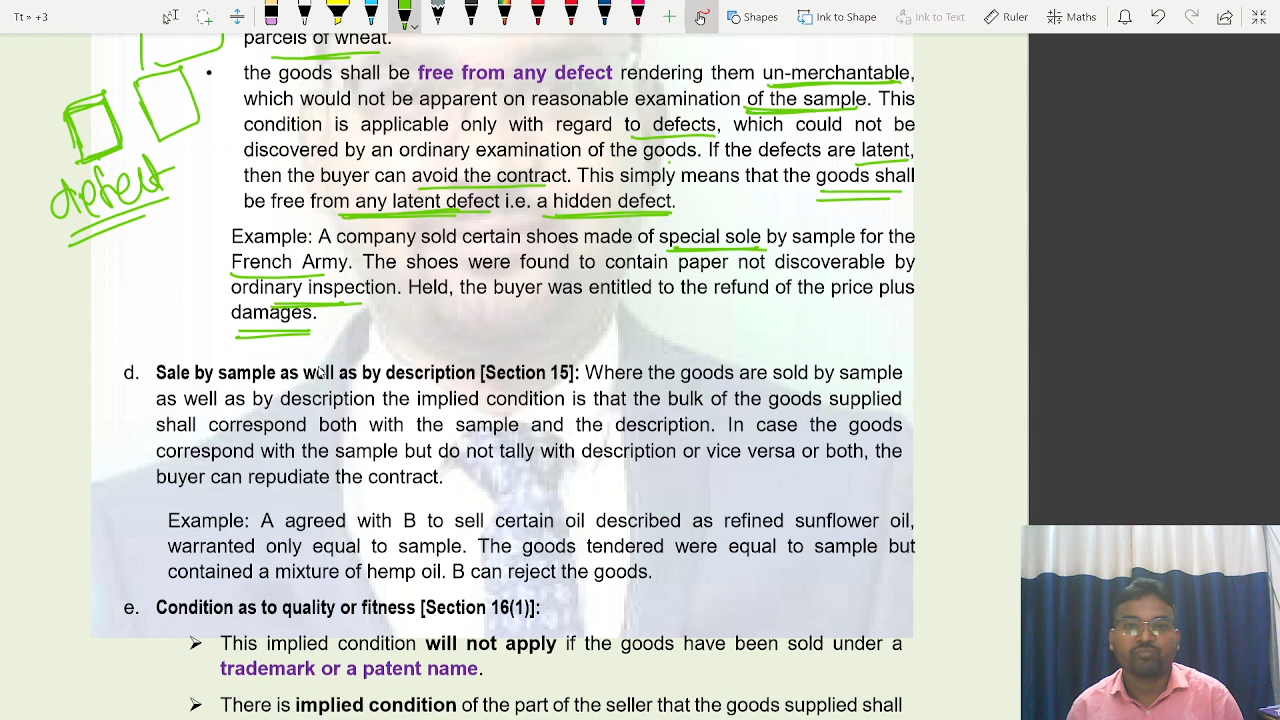 +3
Shapes
Ink to Shape
Ink to Text
Ruler
Maths
parcels of wheat.
• the goods shall be free from any defect rendering them un-merchantable,
which would not be apparent on reasonable examination of the sample. This
condition is applicable only with regard to defects, which could not be
discovered by an ordinary examination of the goods. If the defects are latent,
then the buyer can avoid the contract. This simply means that the goods shall
be free from any latent defect i.e. a hidden defect.
defect
Example: A company sold certain shoes made of special sole by sample for the
French Army. The shoes were found to contain paper not discoverable by
ordinary inspection. Held, the buyer was entitled to the refund of the price plus
damages.
d. Sale by sample as well as by description [Section 15]: Where the goods are sold by sample
as well as by description the implied condition is that the bulk of the goods supplied
shall correspond both with the sample and the description. In case the goods
correspond with the sample but do not tally with description or vice versa or both, the
buyer can repudiate the contract.
Example: A agreed with B to sell certain oil described as refined sunflower oil,
warranted only equal to sample. The goods tendered were equal to sample but
contained a mixture of hemp oil. B can reject the goods.
e. Condition as to quality or fitness [Section 16(1)]:
➢ This implied condition will not apply if the goods have been sold under a
trademark or a patent name.
➢ There is implied condition of the part of the seller that the goods supplied shall